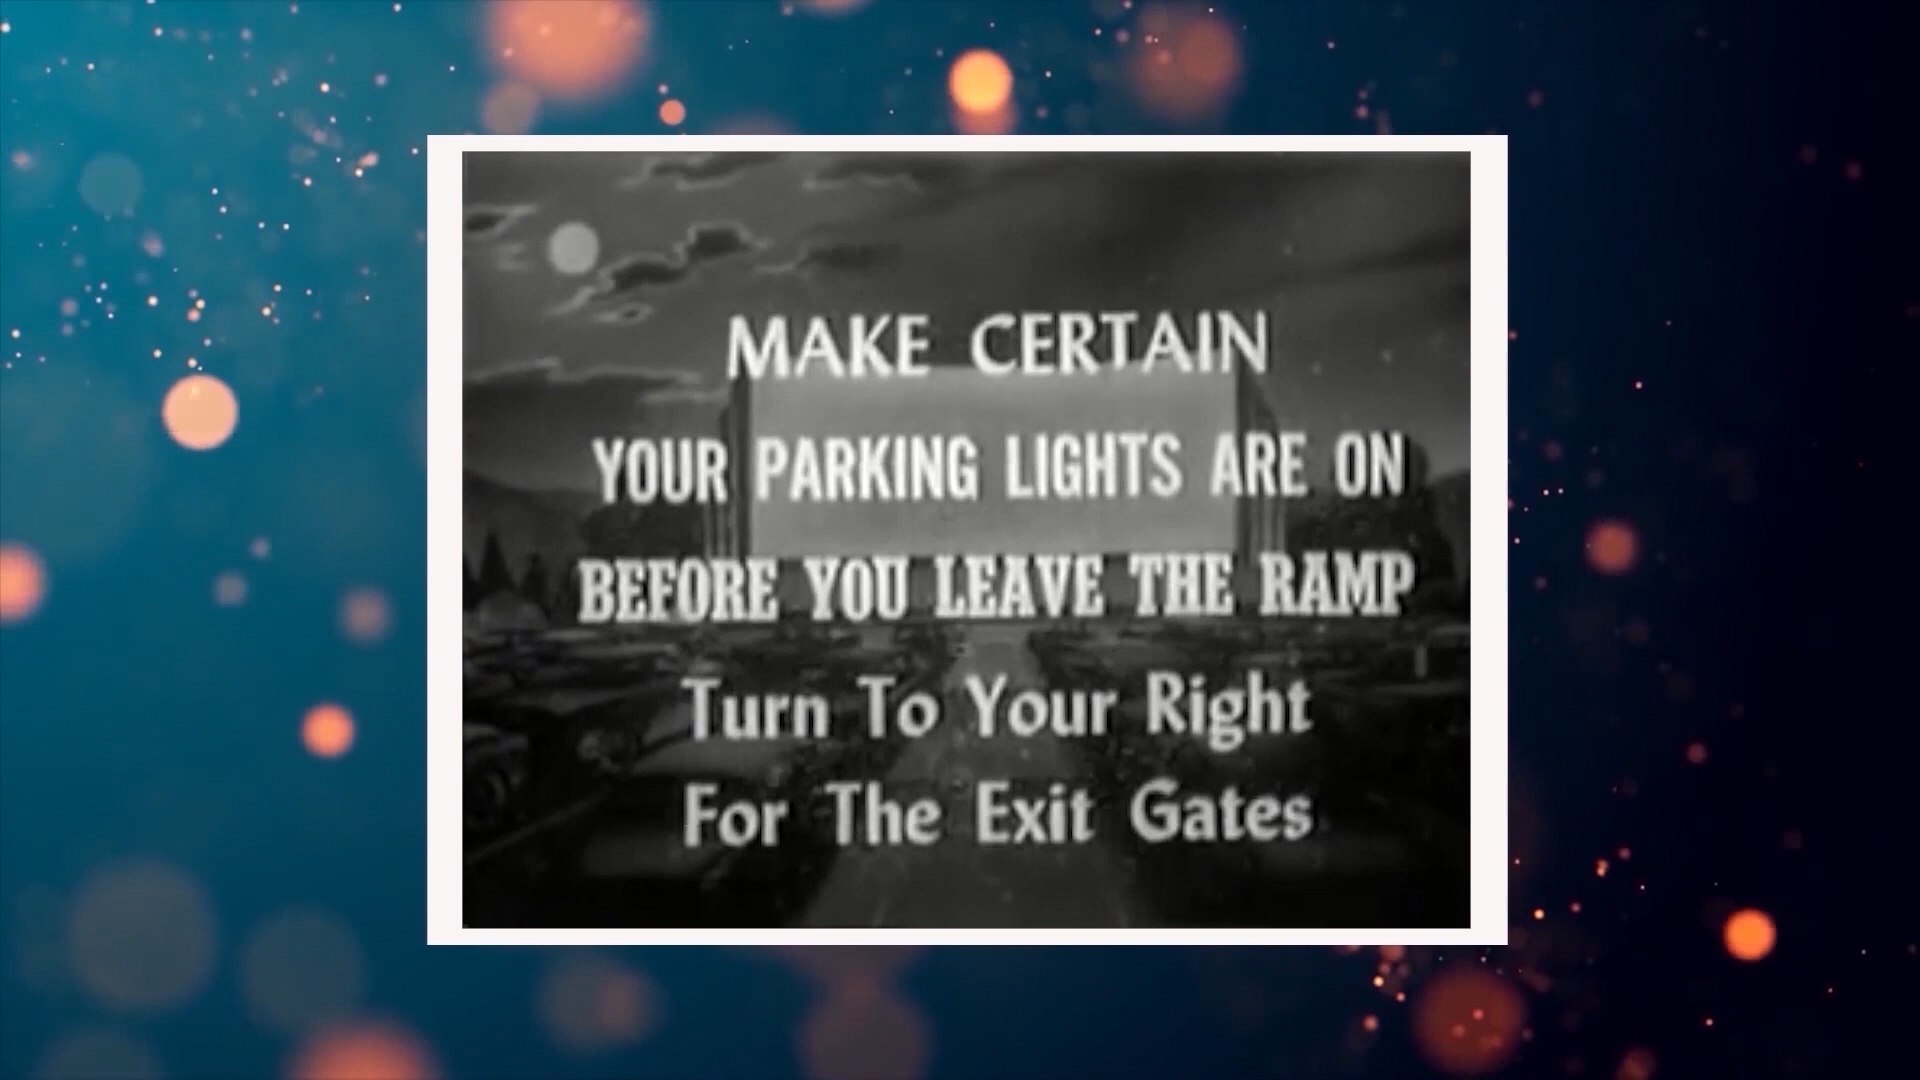 MAKE CERTAIN
YOUR PARKING LIGHTS ARE ON
BEFORE YOU LEAVE THE RAMP
Turn To Your Right
For The Exit Gates